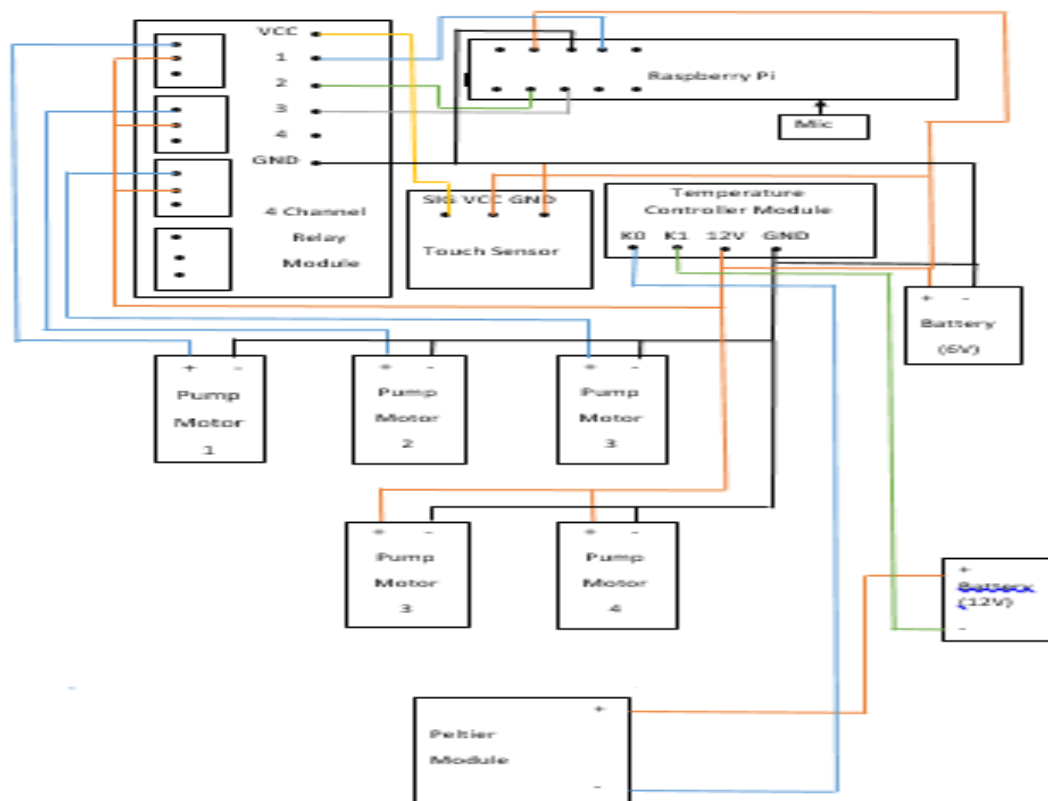 VCC
1
2
3
4
GND
4 Channel
Relay
Module
Raspberry Pi
Mic
SIG VCC GND
Touch Sensor
Temperature
Controller Module
K0 K1 12V GND
+ -
Battery
(6V)
+ -
Pump
Motor
1
+ -
Pump
Motor
2
+ -
Pump
Motor
3
+ -
Pump
Motor
3
+ -
Pump
Motor
4
+
(12V)
-
+
Peltier
Module
-